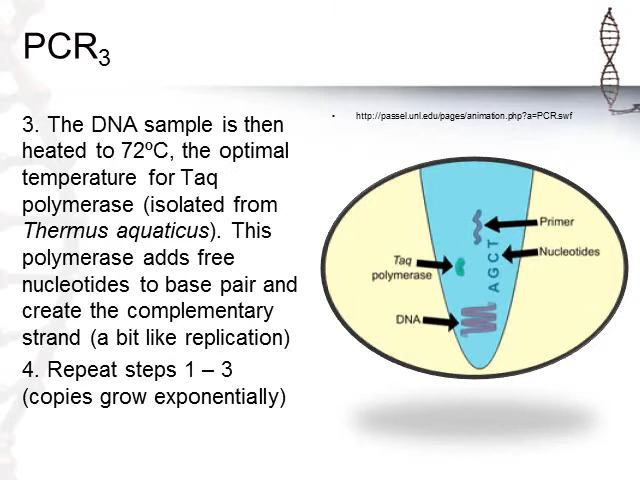 PCR3
3. The DNA sample is then
heated to 72ºC, the optimal
temperature for Taq
polymerase (isolated from
Thermus aquaticus). This
polymerase adds free
nucleotides to base pair and
create the complementary
strand (a bit like replication)
4. Repeat steps 1 – 3
(copies grow exponentially)
• http://passel.unl.edu/pages/animation.php?a=PCR.swf
Primer
Nucleotides
Taq
polymerase
AGCT
DNA